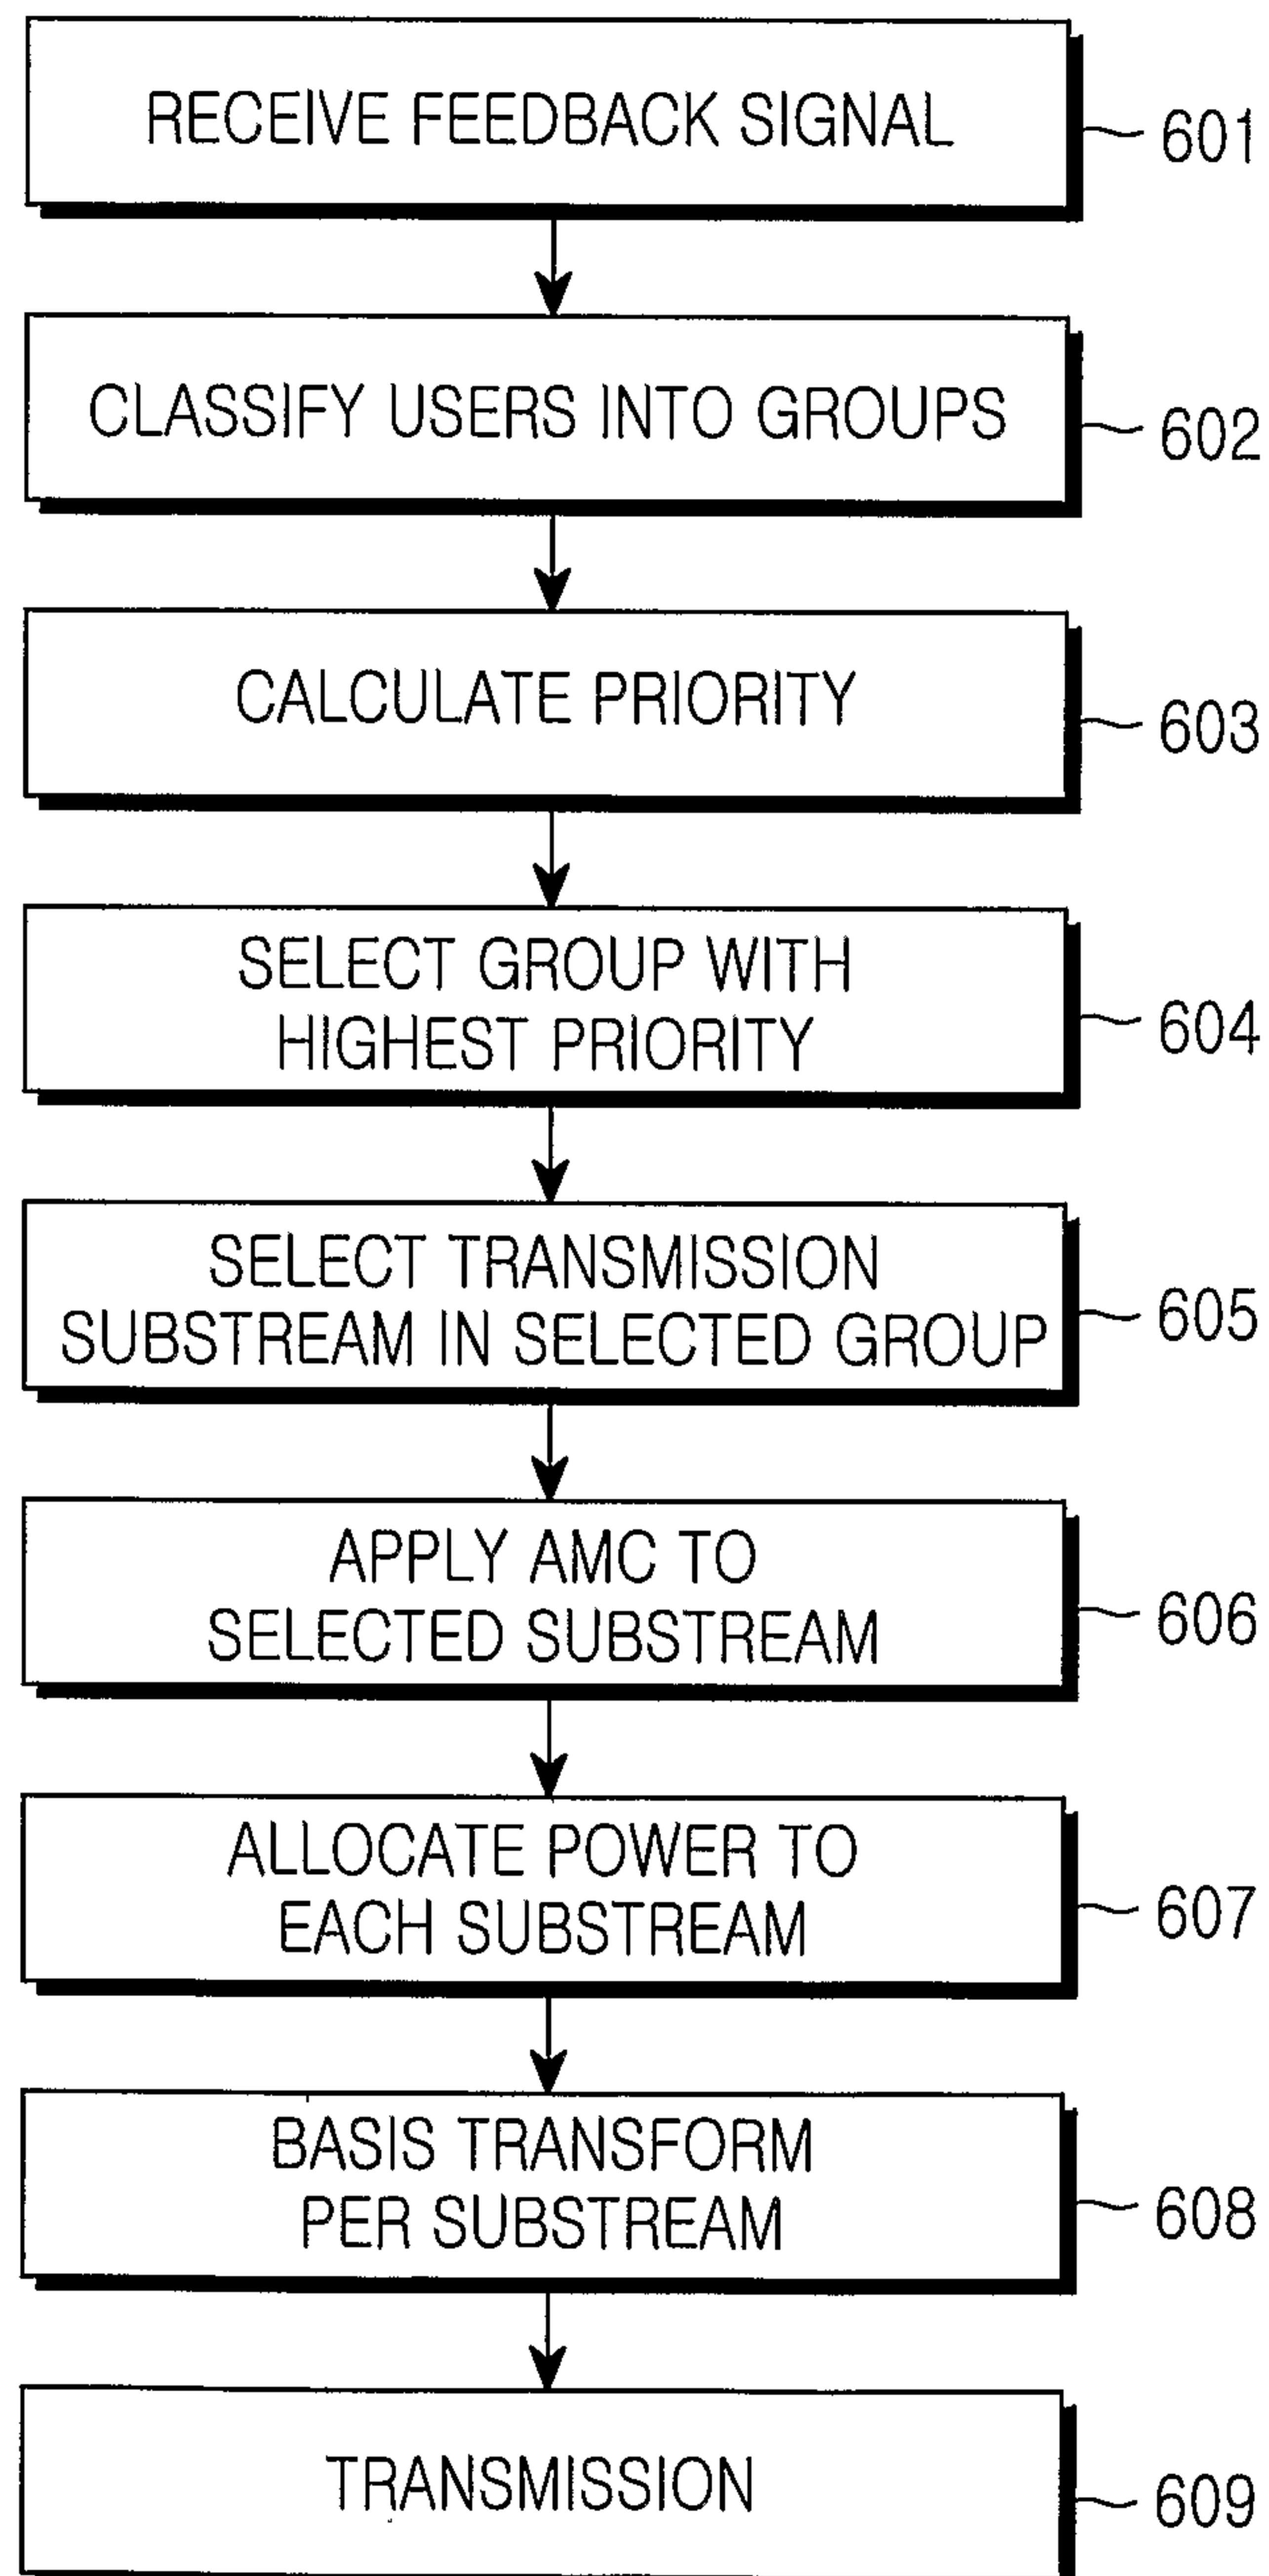 RECEIVE FEEDBACK SIGNAL
601
CLASSIFY USERS INTO GROUPS
602
CALCULATE PRIORITY
603
SELECT GROUP WITH
HIGHEST PRIORITY
604
SELECT TRANSMISSION
SUBSTREAM IN SELECTED GROUP
605
APPLY AMC TO
SELECTED SUBSTREAM
606
ALLOCATE POWER TO
EACH SUBSTREAM
607
BASIS TRANSFORM
PER SUBSTREAM
608
TRANSMISSION
609